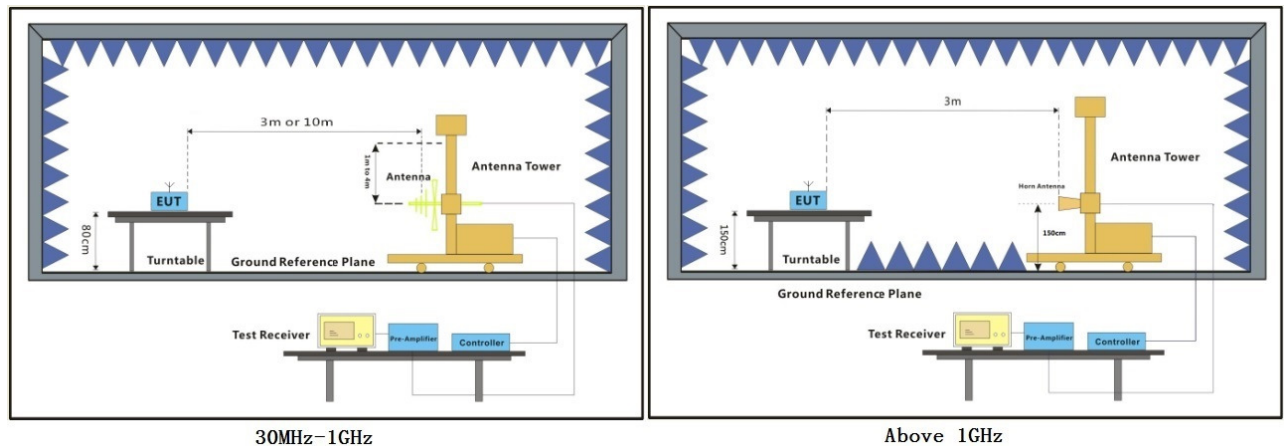 3m or 10m
1m to 4m
Antenna
Antenna Tower
EUT
80cm
Turntable
Ground Reference Plane
Test Receiver
Pre-Amplifier
Controller
30MHz-1GHz
3m
Antenna Tower
Horn Antenna
EUT
150cm
150cm
Turntable
Ground Reference Plane
Test Receiver
Pre-Amplifier
Controller
Above 1GHz